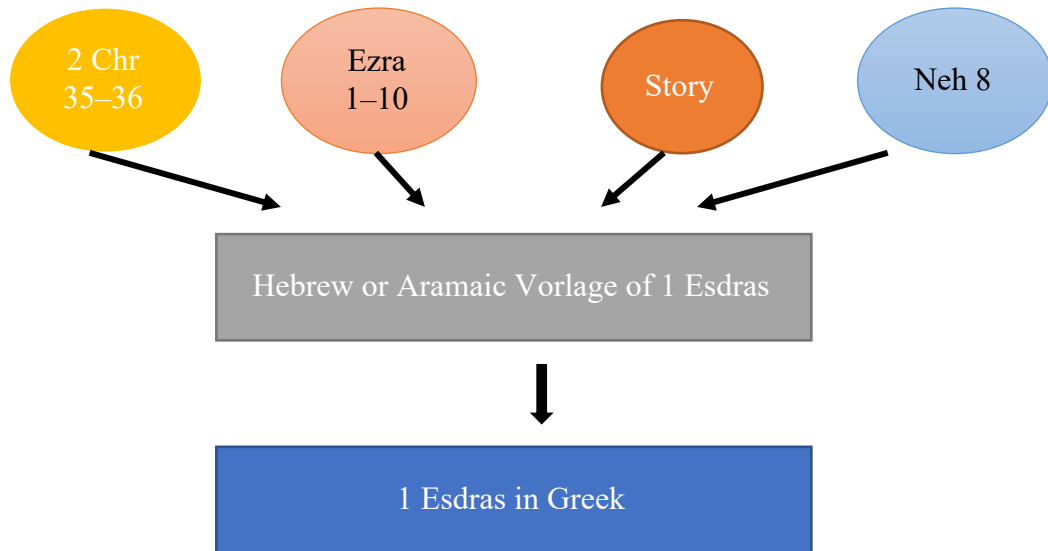 2 Chr
35–36
Ezra
1–10
Story
Neh 8
Hebrew or Aramaic Vorlage of 1 Esdras
1 Esdras in Greek